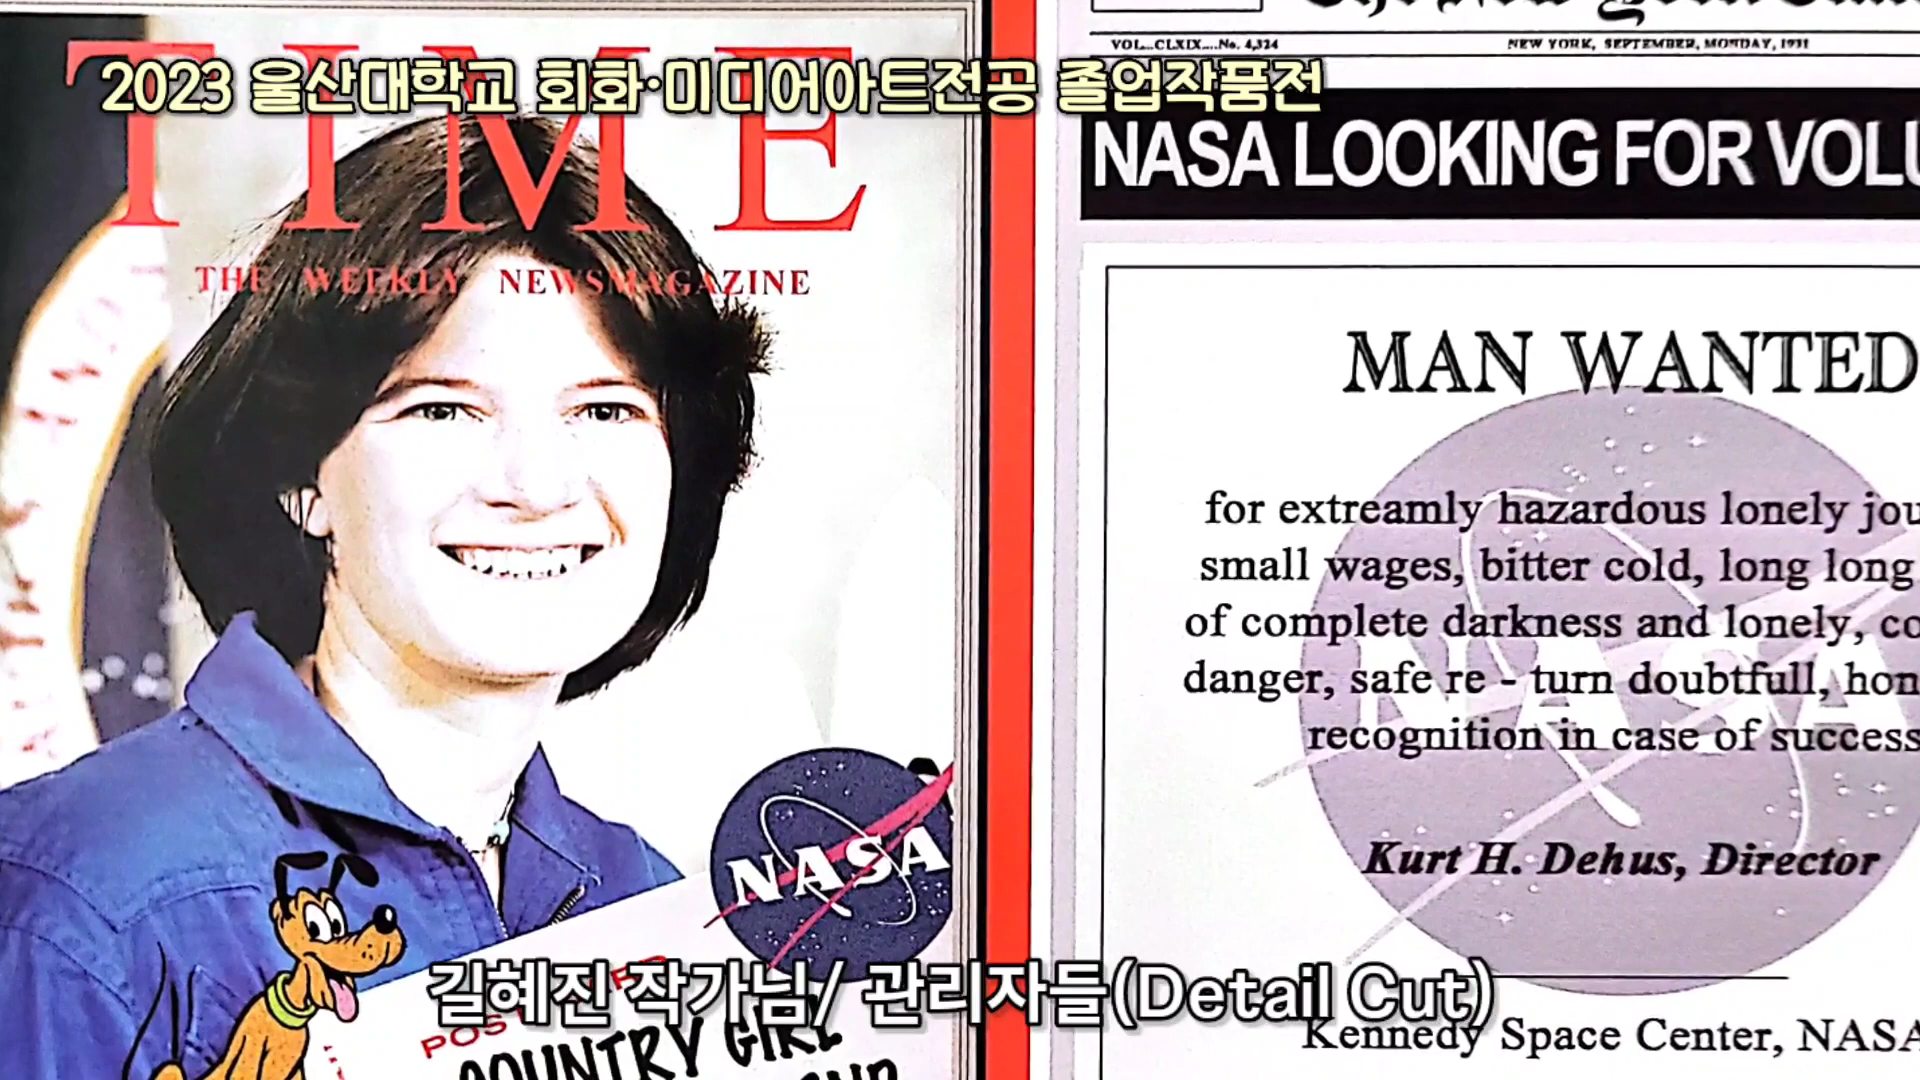 2023 울산대학교 회화·미디어아트전공 졸업작품전
TIME
THE WEEKLY NEWSMAGAZINE
NASA
COUNTRY GIRL
길혜진 작가님/ 관리자들(Detail Cut)
VOL...CLXIX....No. 4,324
NEW YORK, SEPTEMBER, MONDAY, 1931
NASA LOOKING FOR
MAN WANTED
for extreamly hazardous lonely
small wages, bitter cold, long long
of complete darkness and lonely,
danger, safe re - turn doubtfull,
recognition in case of success
NASA
Kurt H. Dehus, Director
Kennedy Space Center, NASA